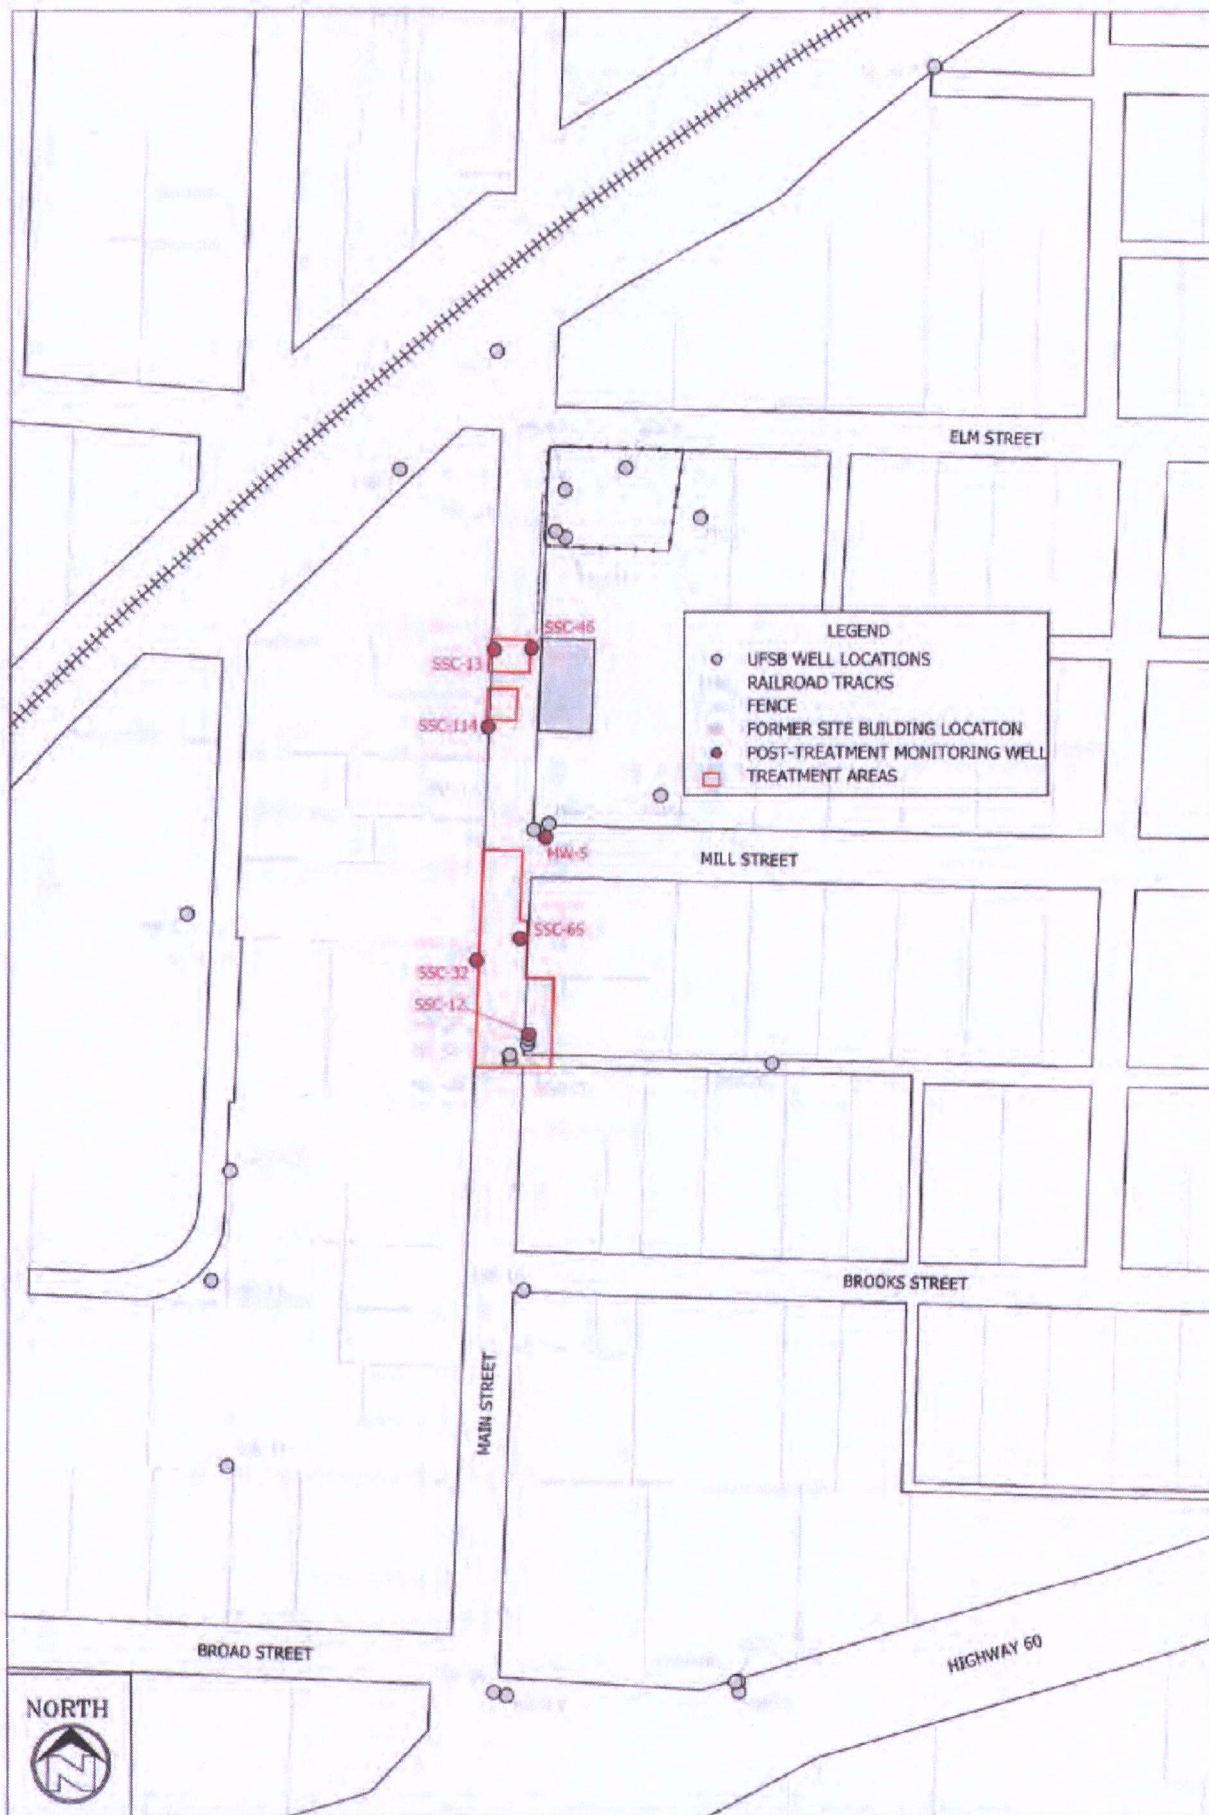 ELM STREET
SSC-46
SSC-13
SSC-114
LEGEND
UFSB WELL LOCATIONS
RAILROAD TRACKS
FENCE
FORMER SITE BUILDING LOCATION
POST-TREATMENT MONITORING WELL
TREATMENT AREAS
MW-5
MILL STREET
SSC-66
SSC-32
SSC-17
BROOKS STREET
MAIN STREET
BROAD STREET
HIGHWAY 60
NORTH
N